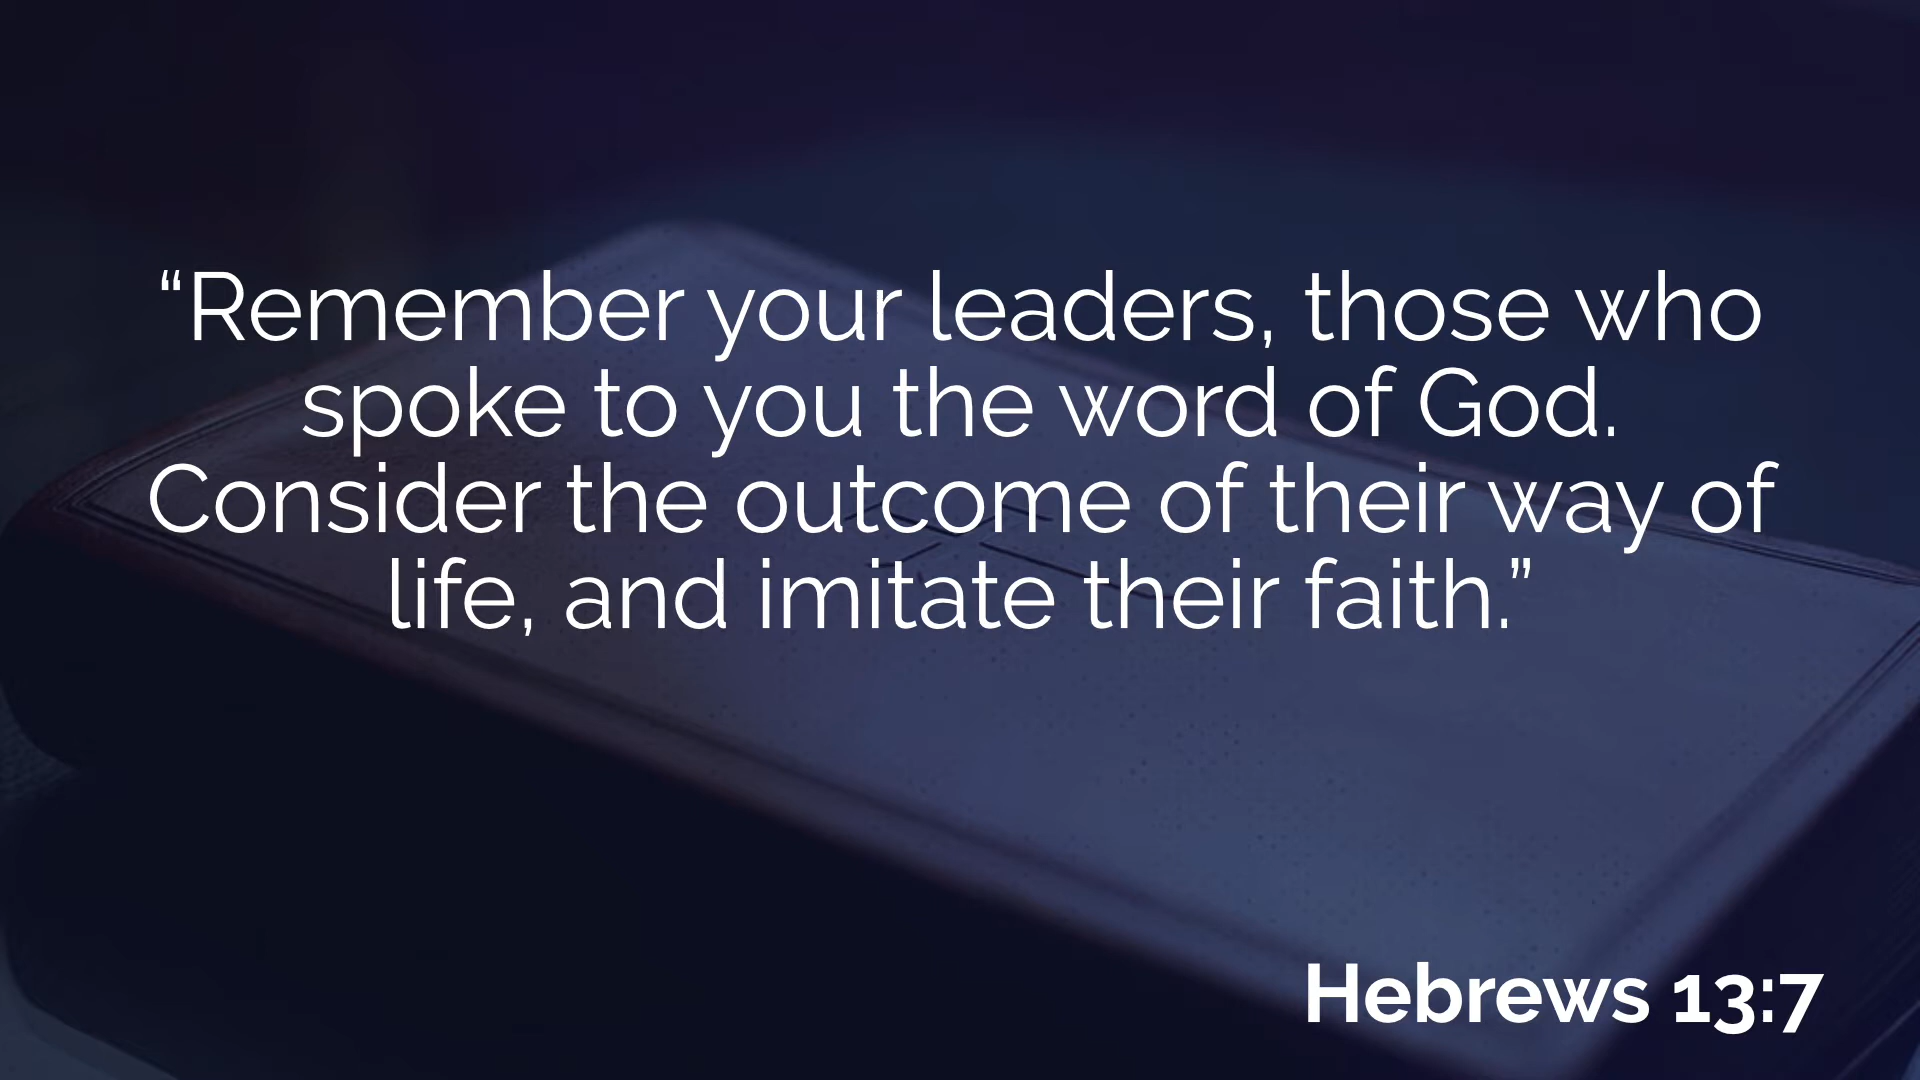 “Remember your leaders, those who
spoke to you the word of God.
Consider the outcome of their way of
life, and imitate their faith.”
Hebrews 13:7